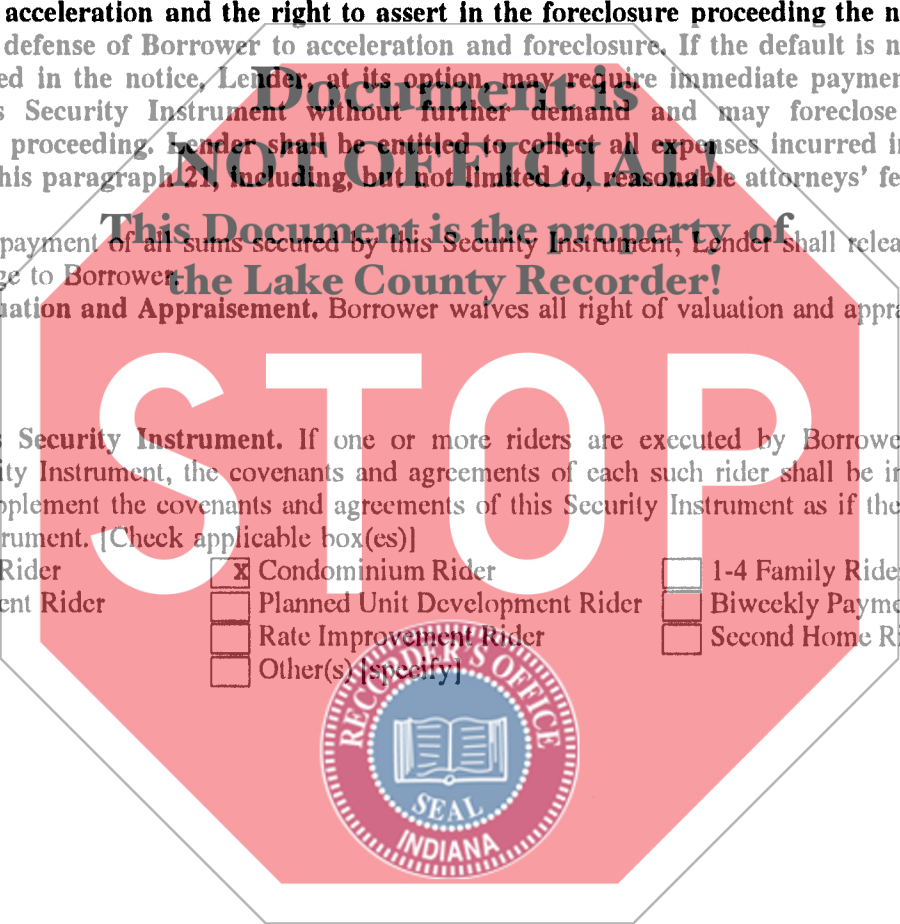 acceleration and the right to assert in the foreclosure proceeding the n
defense of Borrower to acceleration and foreclosure. If the default is n
ed in the notice, Lender, at its option, may require immediate paymen
s Security Instrument without further demand and may foreclose
proceeding. Lender shall be entitled to collect all expenses incurred in
his paragraph 21, including, but not limited to, reasonable attorneys' fe
Document is
NOT OFFICIAL!
This Document is the property of
the Lake County Recorder!
payment of all sums secured by this Security Instrument, Lender shall relea
ge to Borrower.
uation and Appraisement. Borrower waives all right of valuation and appra
STOP
s Security Instrument. If one or more riders are executed by Borrowe
ity Instrument, the covenants and agreements of each such rider shall be in
pplement the covenants and agreements of this Security Instrument as if the
rument. [Check applicable box(es)]
Rider x Condominium Rider 1-4 Family Ride
ent Rider Planned Unit Development Rider Biweekly Payme
Rate Improvement Rider Second Home Ri
Other(s) [specify]
RECORDER'S OFFICE
SEAL
INDIANA